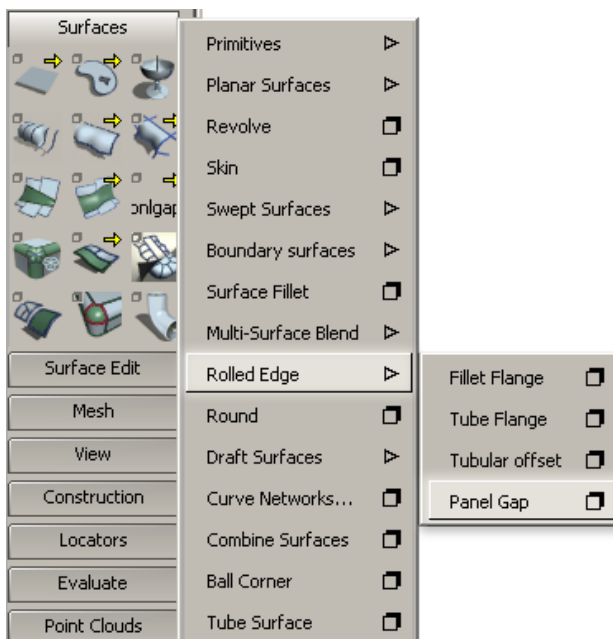 Surfaces
onlgap
Surface Edit
Mesh
View
Construction
Locators
Evaluate
Point Clouds
Primitives
Planar Surfaces
Revolve
Skin
Swept Surfaces
Boundary surfaces
Surface Fillet
Multi-Surface Blend
Rolled Edge
Round
Draft Surfaces
Curve Networks...
Combine Surfaces
Ball Corner
Tube Surface
Fillet Flange
Tube Flange
Tubular offset
Panel Gap